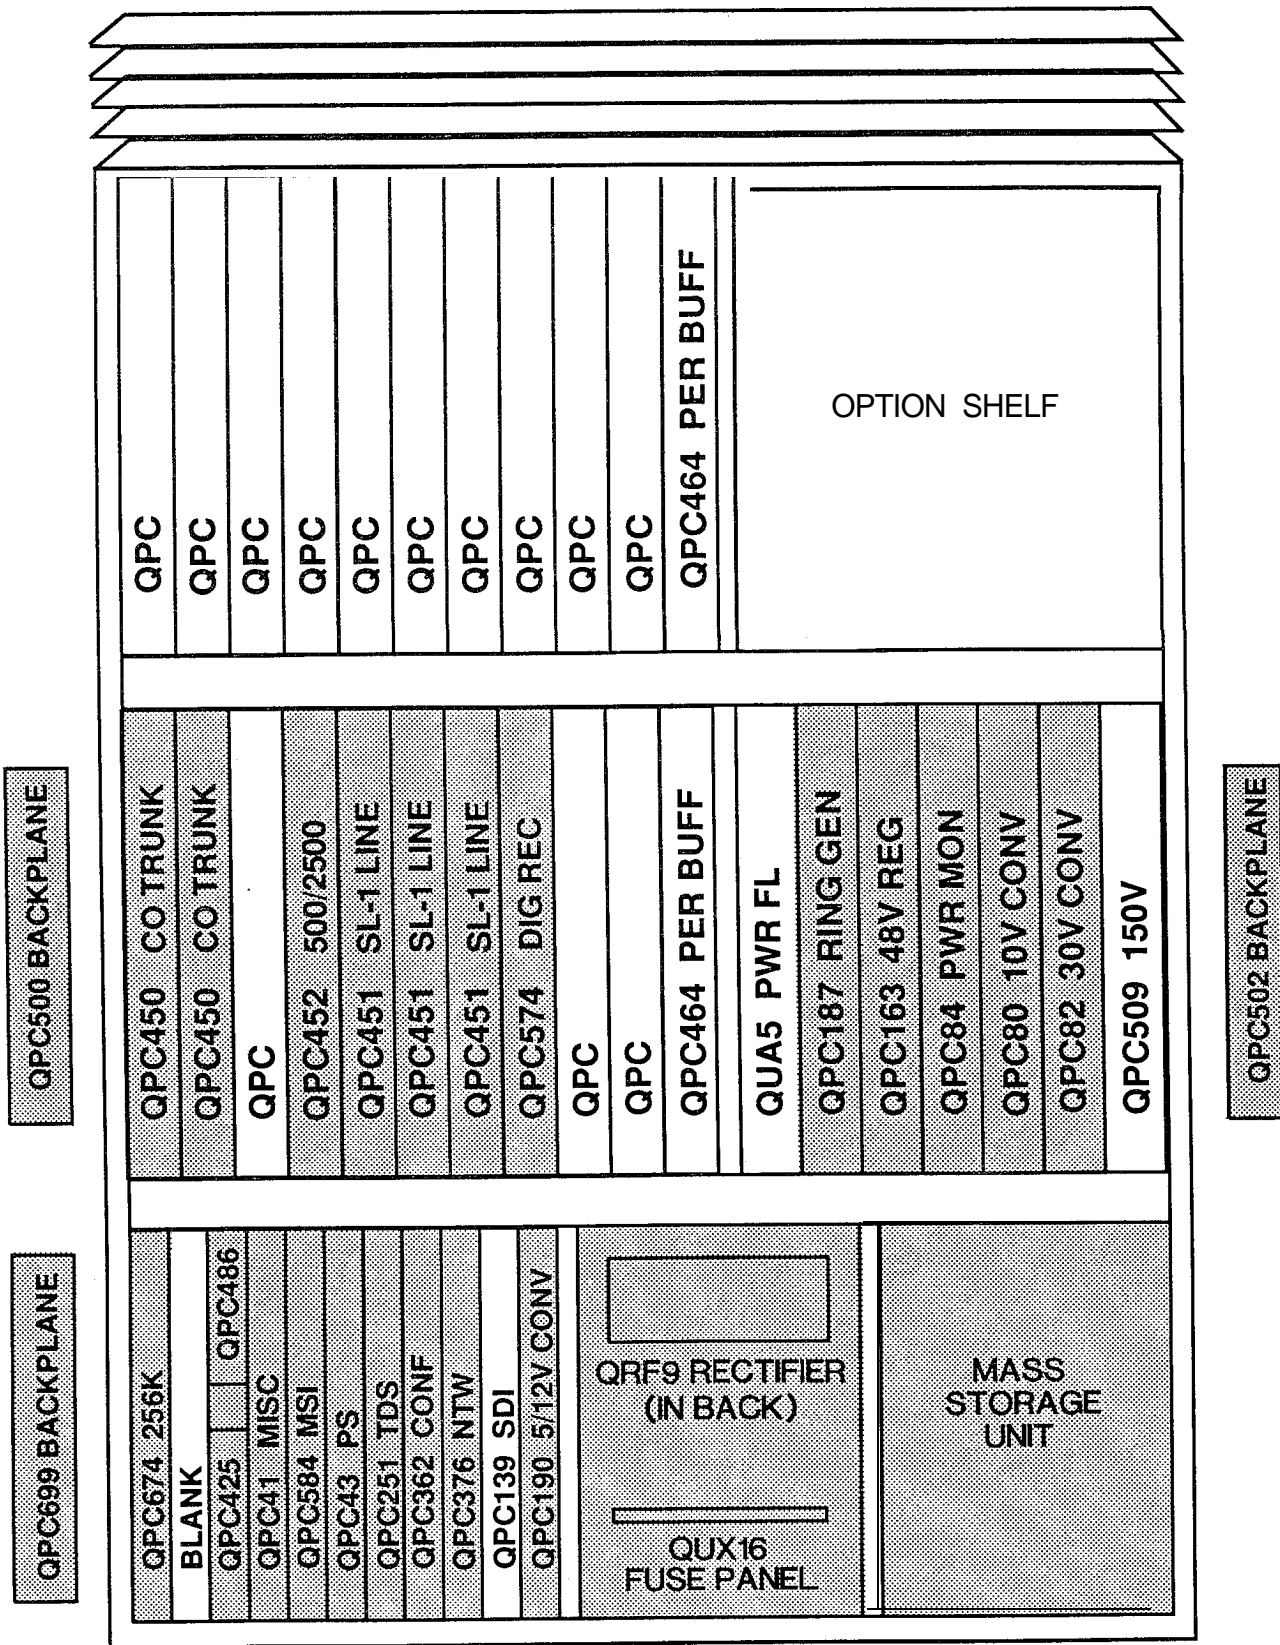 QPC
QPC
QPC
QPC
QPC
QPC
QPC
QPC
QPC
QPC
QPC464 PER BUFF
OPTION SHELF
QPC500 BACKPLANE
QPC450 CO TRUNK
QPC450 CO TRUNK
QPC
QPC452 500/2500
QPC451 SL-1 LINE
QPC451 SL-1 LINE
QPC451 SL-1 LINE
QPC574 DIG REC
QPC
QPC
QPC464 PER BUFF
QUA5 PWR FL
QPC187 RING GEN
QPC163 48V REG
QPC84 PWR MON
QPC80 10V CONV
QPC82 30V CONV
QPC509 150V
QPC502 BACKPLANE
QPC699 BACKPLANE
QPC674 256K
BLANK
QPC425 QPC486
QPC41 MISC
QPC584 MSI
QPC43 PS
QPC251 TDS
QPC362 CONF
QPC376 NTW
QPC139 SDI
QPC190 5/12V CONV
QRF9 RECTIFIER
(IN BACK)
QUX16
FUSE PANEL
MASS
STORAGE
UNIT